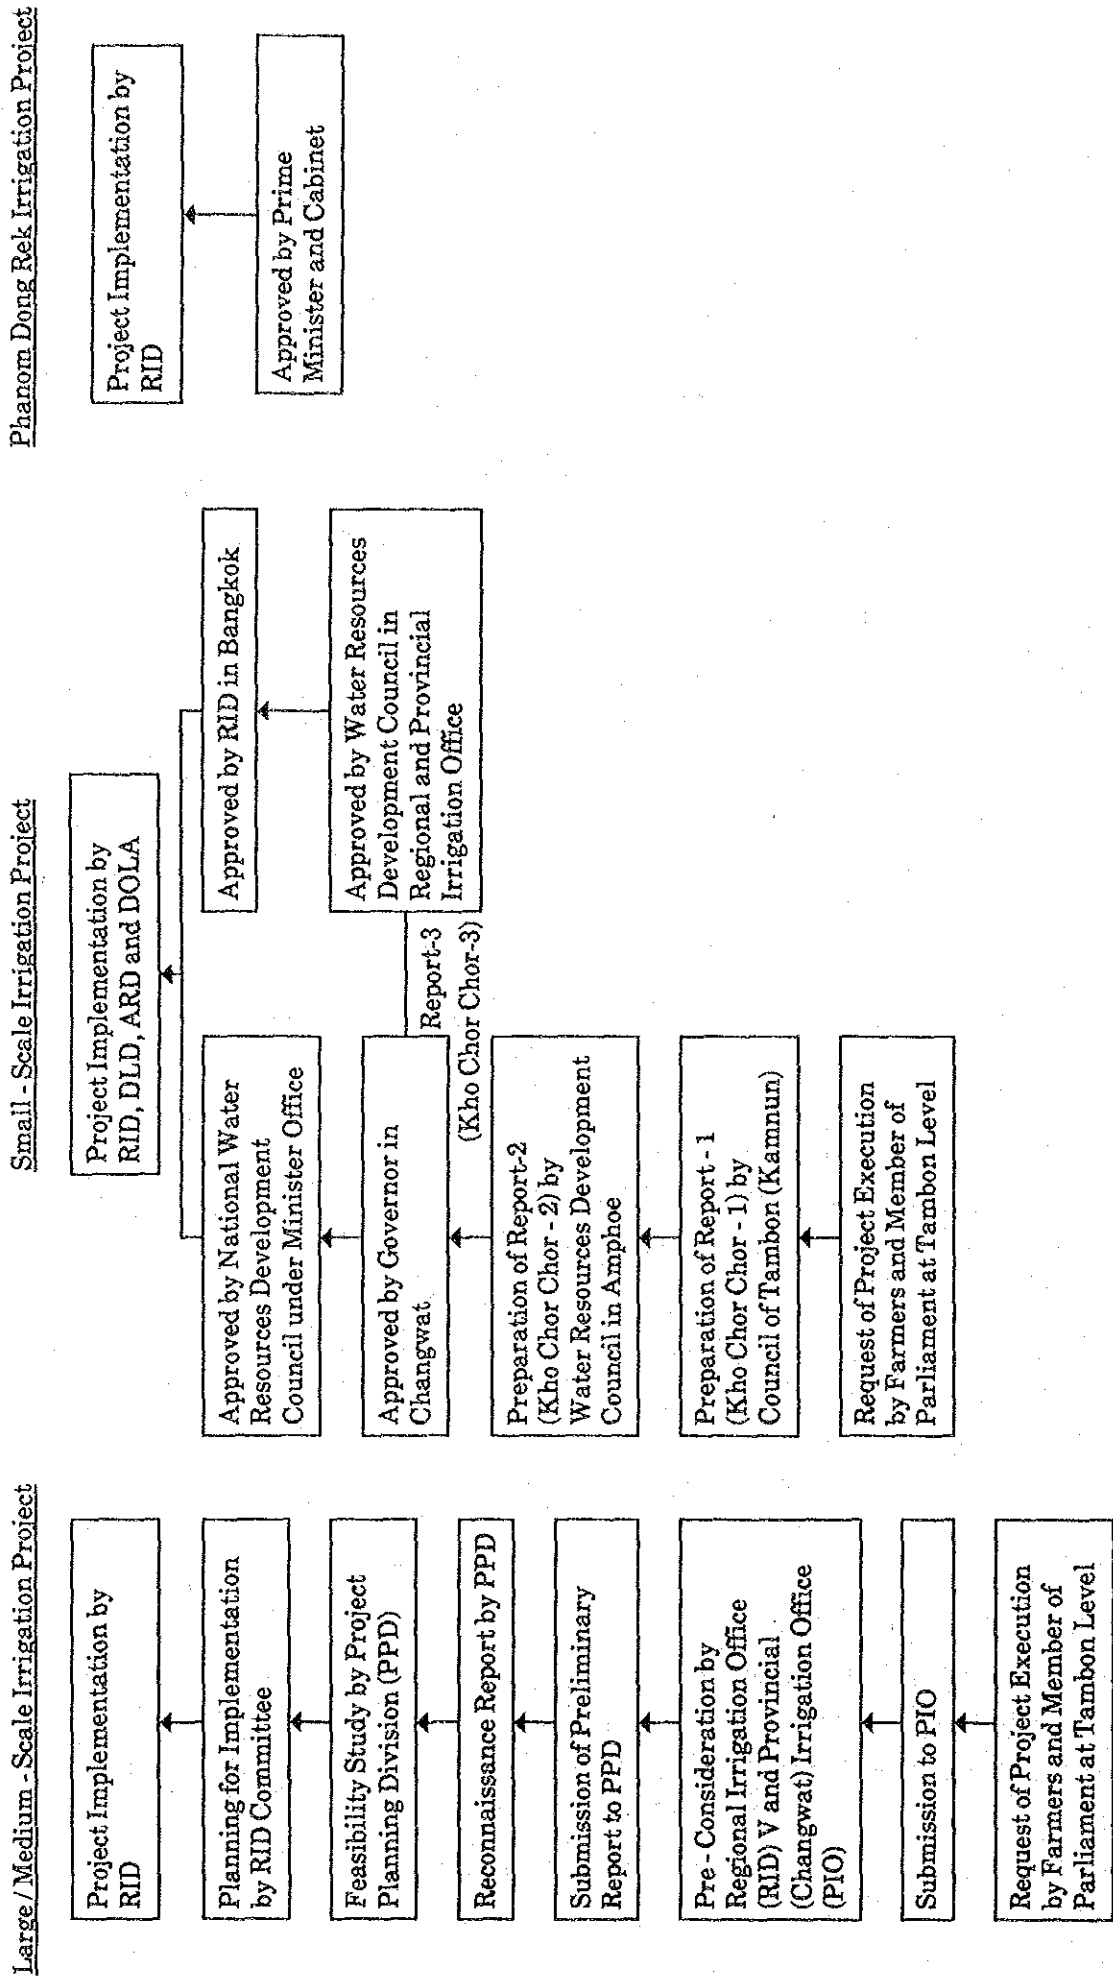 Large / Medium - Scale Irrigation Project
Project Implementation by
RID
Planning for Implementation
by RID Committee
Feasibility Study by Project
Planning Division (PPD)
Reconnaissance Report by PPD
Submission of Preliminary
Report to PPD
Pre - Consideration by
Regional Irrigation Office
(RID) V and Provincial
(Changwat) Irrigation Office
(PIO)
Submission to PIO
Request of Project Execution
by Farmers and Member of
Parliament at Tambon Level
Small - Scale Irrigation Project
Project Implementation by
RID, DLD, ARD and DOLA
Approved by National Water
Resources Development
Council under Minister Office
Approved by Governor in
Changwat
Preparation of Report-2
(Kho Chor Chor - 2) by
Water Resources Development
Council in Amphoe
Preparation of Report - 1
(Kho Chor Chor - 1) by
Council of Tambon (Kamnun)
Request of Project Execution
by Farmers and Member of
Parliament at Tambon Level
Report-3
(Kho Chor Chor-3)
Approved by RID in Bangkok
Approved by Water Resources
Development Council in
Regional and Provincial
Irrigation Office
Phanom Dong Rek Irrigation Project
Project Implementation by
RID
Approved by Prime
Minister and Cabinet